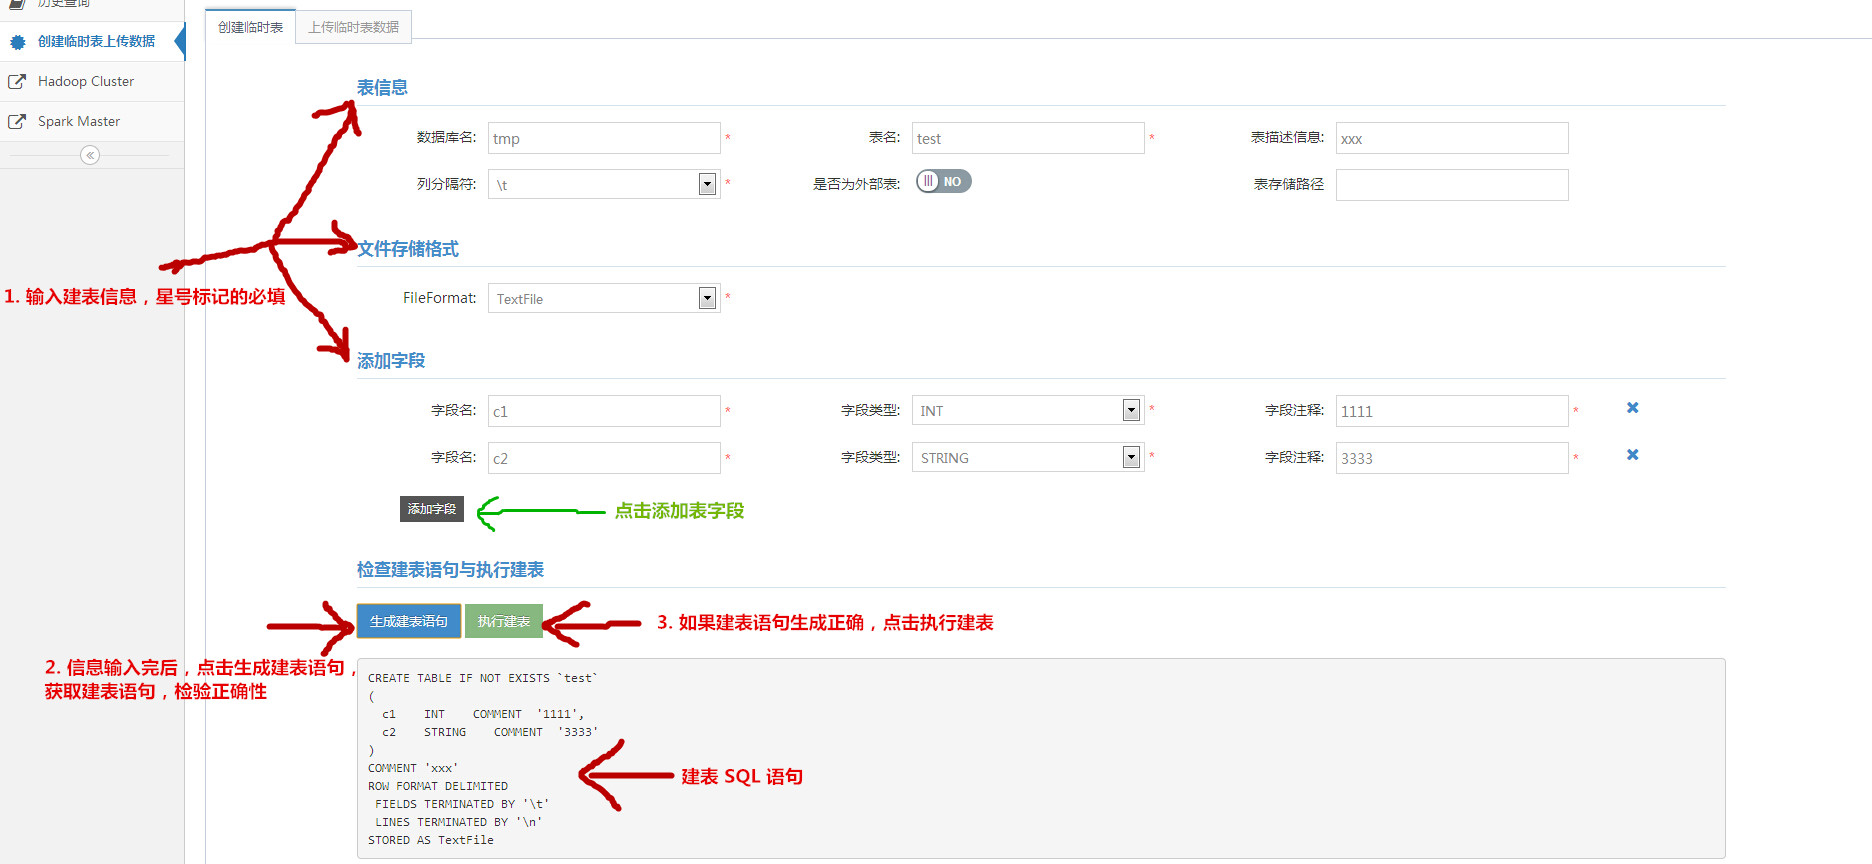 历史查询
创建临时表上传数据
Hadoop Cluster
Spark Master
创建临时表 上传临时表数据
表信息
数据库名: tmp * 表名: test * 表描述信息: xxx
列分隔符: \t * 是否为外部表: NO 表存储路径
文件存储格式
1. 输入建表信息，星号标记的必填
FileFormat: TextFile *
添加字段
字段名: c1 * 字段类型: INT * 字段注释: 1111 *
字段名: c2 * 字段类型: STRING * 字段注释: 3333 *
添加字段 点击添加表字段
检查建表语句与执行建表
生成建表语句 执行建表 3. 如果建表语句生成正确，点击执行建表
2. 信息输入完后，点击生成建表语句，
获取建表语句，检验正确性
CREATE TABLE IF NOT EXISTS `test`
(
c1 INT COMMENT '1111',
c2 STRING COMMENT '3333'
)
COMMENT 'xxx'
ROW FORMAT DELIMITED
FIELDS TERMINATED BY '\t'
LINES TERMINATED BY '\n'
STORED AS TextFile
建表 SQL 语句